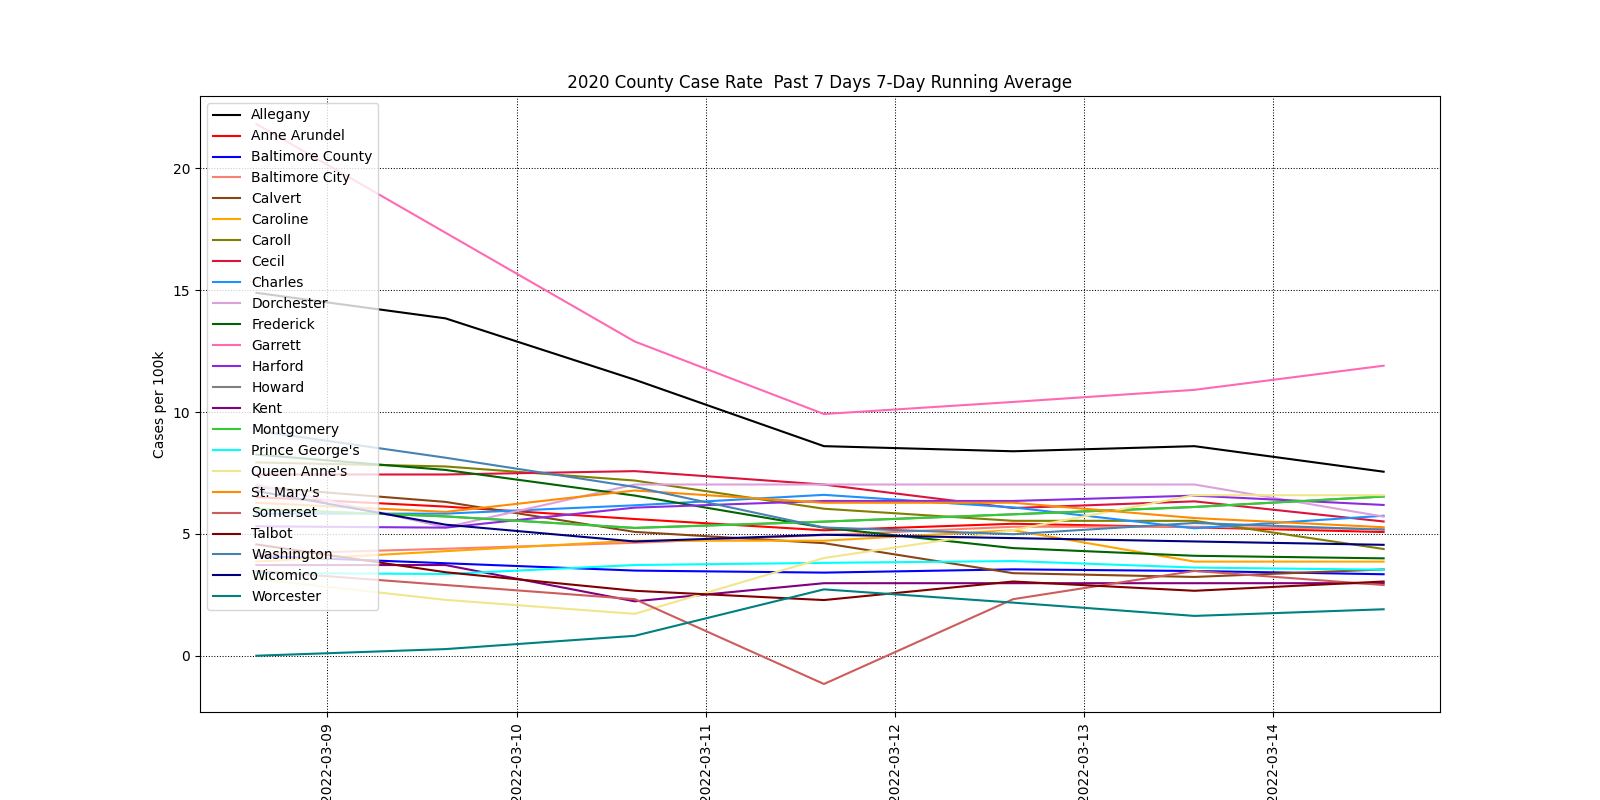 2020 County Case Rate  Past 7 Days 7-Day Running Average
Cases per 100k
20
15
10
5
0
Allegany
Anne Arundel
Baltimore County
Baltimore City
Calvert
Caroline
Caroll
Cecil
Charles
Dorchester
Frederick
Garrett
Harford
Howard
Kent
Montgomery
Prince George's
Queen Anne's
St. Mary's
Somerset
Talbot
Washington
Wicomico
Worcester
2022-03-09
2022-03-10
2022-03-11
2022-03-12
2022-03-13
2022-03-14